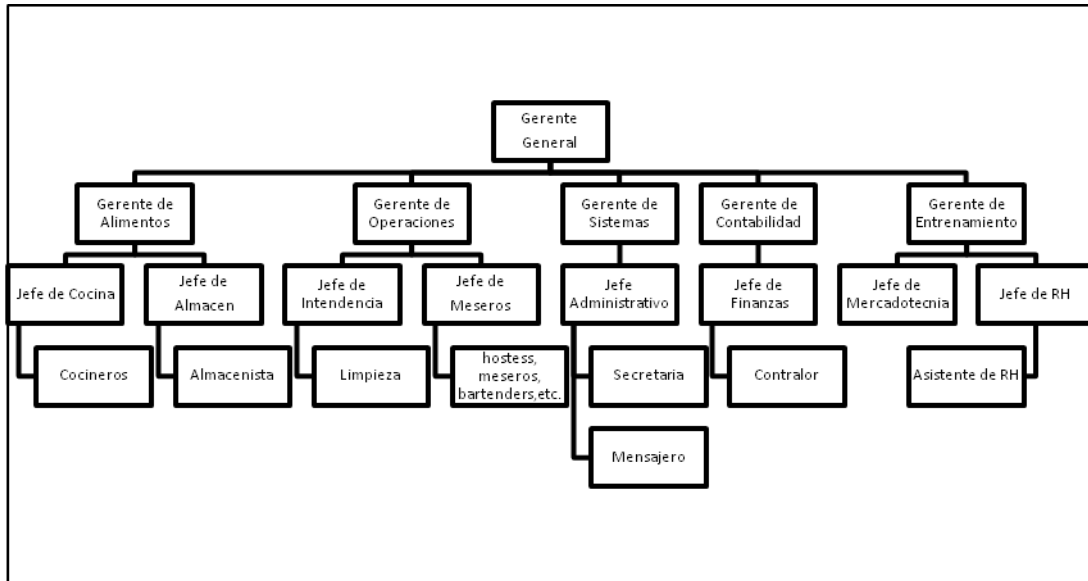 Gerente
General
Gerente de
Alimentos
Gerente de
Operaciones
Gerente de
Sistemas
Gerente de
Contabilidad
Gerente de
Entrenamiento
Jefe de Cocina
Jefe de
Almacen
Jefe de
Intendencia
Jefe de
Meseros
Jefe
Administrativo
Jefe de
Finanzas
Jefe de
Mercadotecnia
Jefe de RH
Cocineros
Almacenista
Limpieza
hostess,
meseros,
bartenders,etc.
Secretaria
Contralor
Asistente de RH
Mensajero